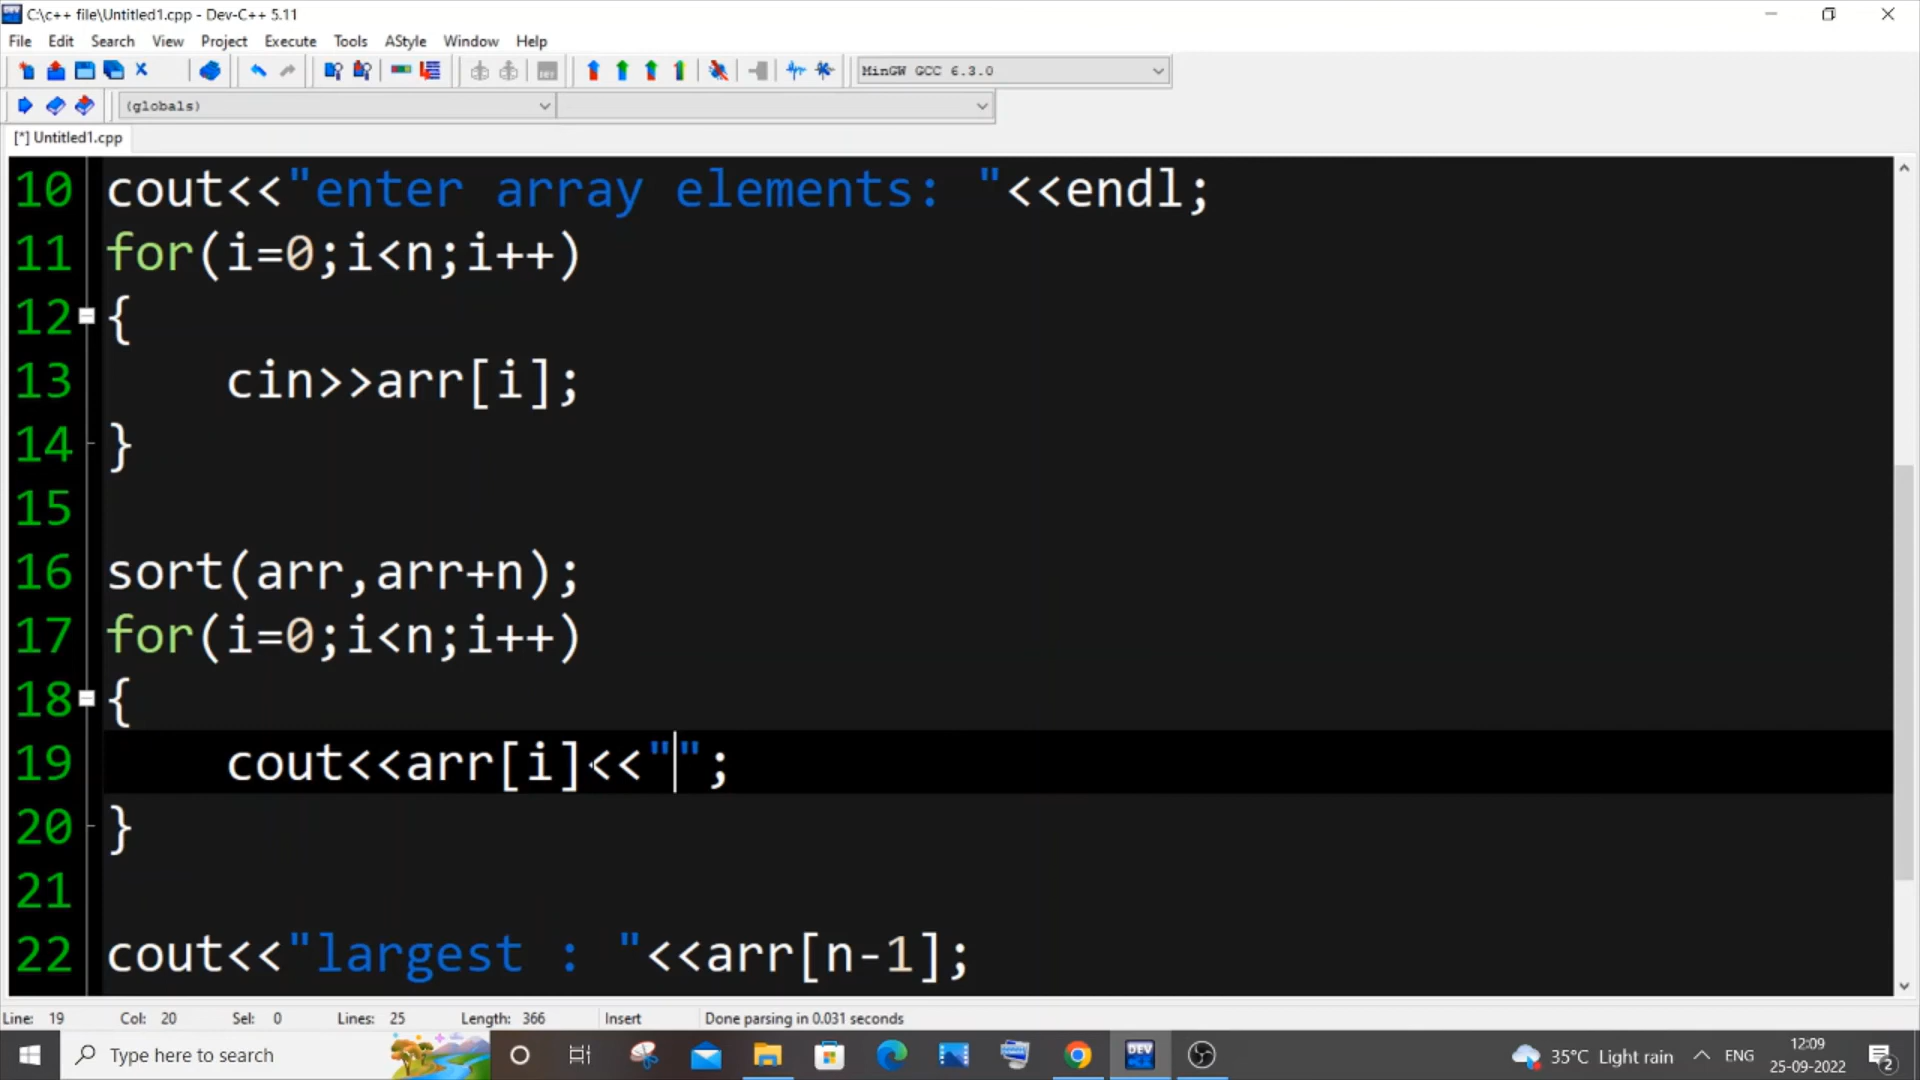 C:\c++ file\Untitled1.cpp - Dev-C++ 5.11
File Edit Search View Project Execute Tools AStyle Window Help
MinGW GCC 6.3.0
(globals)
[*] Untitled1.cpp
10 cout<<"enter array elements: "<<endl;
11 for(i=0;i<n;i++)
12 {
13 cin>>arr[i];
14 }
15
16 sort(arr,arr+n);
17 for(i=0;i<n;i++)
18 {
19 cout<<arr[i]<<"";
20 }
21
22 cout<<"largest : "<<arr[n-1];
Line: 19 Col: 20 Sel: 0 Lines: 25 Length: 366 Insert Done parsing in 0.031 seconds
Type here to search
DEV
35°C Light rain
ENG
12:09
25-09-2022
2